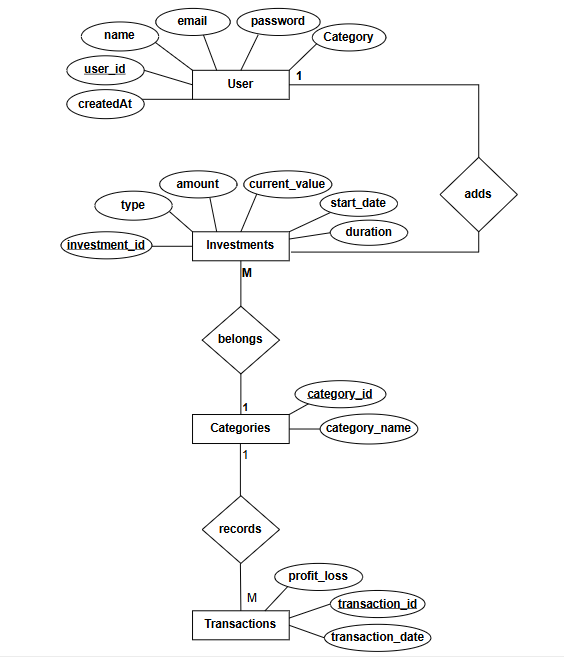 email
password
name
Category
user_id
User
1
createdAt
amount
current_value
adds
type
start_date
duration
investment_id
Investments
M
belongs
category_id
1
Categories
category_name
1
records
profit_loss
M
transaction_id
Transactions
transaction_date